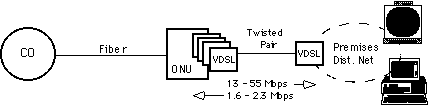 CO
Fiber
ONU
VDSL
Twisted
Pair
VDSL
Premises
Dist. Net
13 - 55 Mbps
1.6 - 2.3 Mbps